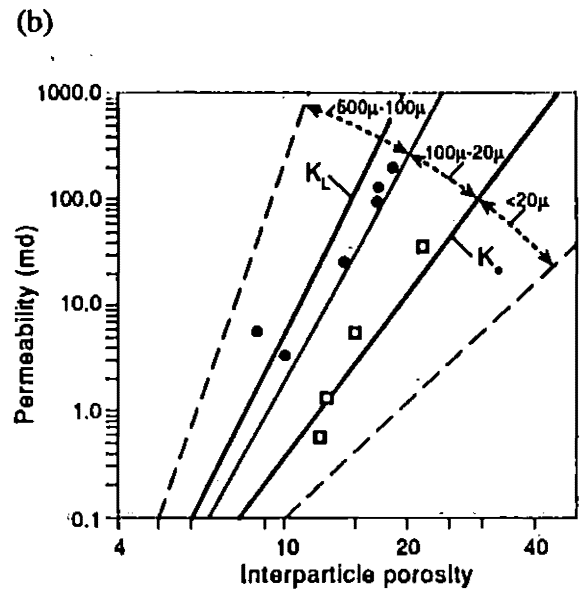 (b)
1000.0
100.0
10.0
1.0
0.1
Permeability (md)
500μ-100μ
100μ-20μ
<20μ
K_L
K
4
10
20
40
Interparticle porosity